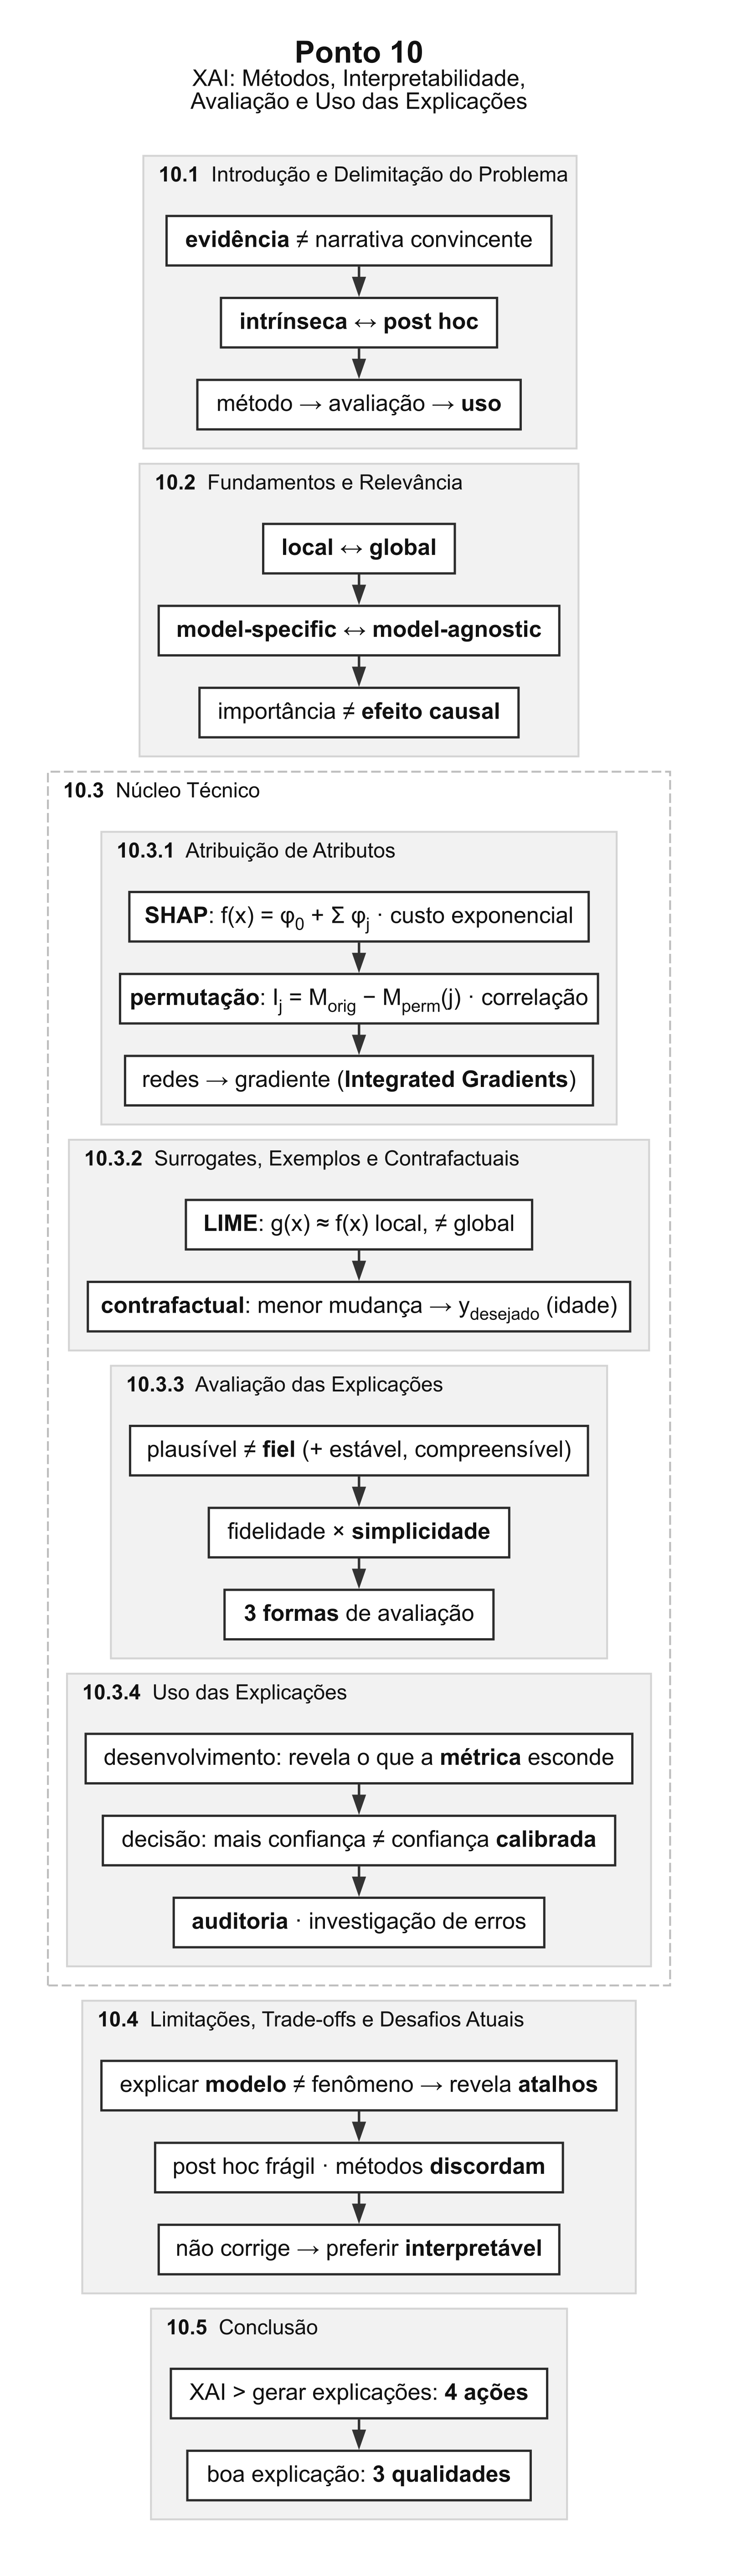 Ponto 10
XAI: Métodos, Interpretabilidade,
Avaliação e Uso das Explicações
10.1 Introdução e Delimitação do Problema
evidência ≠ narrativa convincente
intrínseca ↔ post hoc
método → avaliação → uso
10.2 Fundamentos e Relevância
local ↔ global
model-specific ↔ model-agnostic
importância ≠ efeito causal
10.3 Núcleo Técnico
10.3.1 Atribuição de Atributos
SHAP: f(x) = φ₀ + Σ φⱼ · custo exponencial
permutação: Iⱼ = M_orig − M_perm(j) · correlação
redes → gradiente (Integrated Gradients)
10.3.2 Surrogates, Exemplos e Contrafactuais
LIME: g(x) ≈ f(x) local, ≠ global
contrafactual: menor mudança → y_desejado (idade)
10.3.3 Avaliação das Explicações
plausível ≠ fiel (+ estável, compreensível)
fidelidade × simplicidade
3 formas de avaliação
10.3.4 Uso das Explicações
desenvolvimento: revela o que a métrica esconde
decisão: mais confiança ≠ confiança calibrada
auditoria · investigação de erros
10.4 Limitações, Trade-offs e Desafios Atuais
explicar modelo ≠ fenômeno → revela atalhos
post hoc frágil · métodos discordam
não corrige → preferir interpretável
10.5 Conclusão
XAI > gerar explicações: 4 ações
boa explicação: 3 qualidades